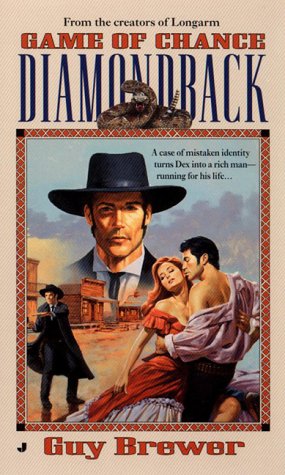 From the creators of Longarm
GAME OF CHANCE
DIAMONDBACK
A case of mistaken identity
turns Dex into a rich man—
running for his life…
J
Guy Brewer